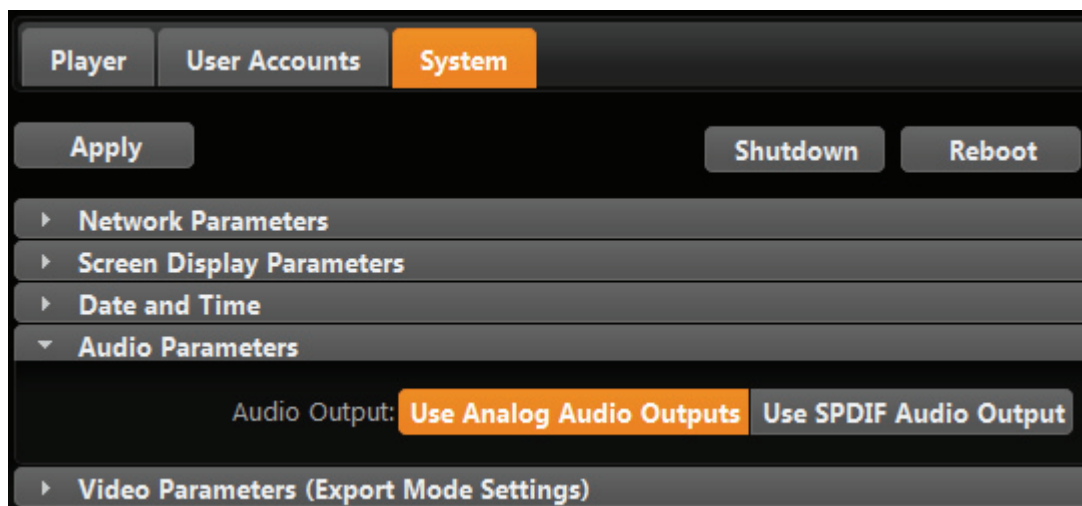 Player User Accounts System
Apply Shutdown Reboot
Network Parameters
Screen Display Parameters
Date and Time
Audio Parameters
Audio Output: Use Analog Audio Outputs Use SPDIF Audio Output
Video Parameters (Export Mode Settings)